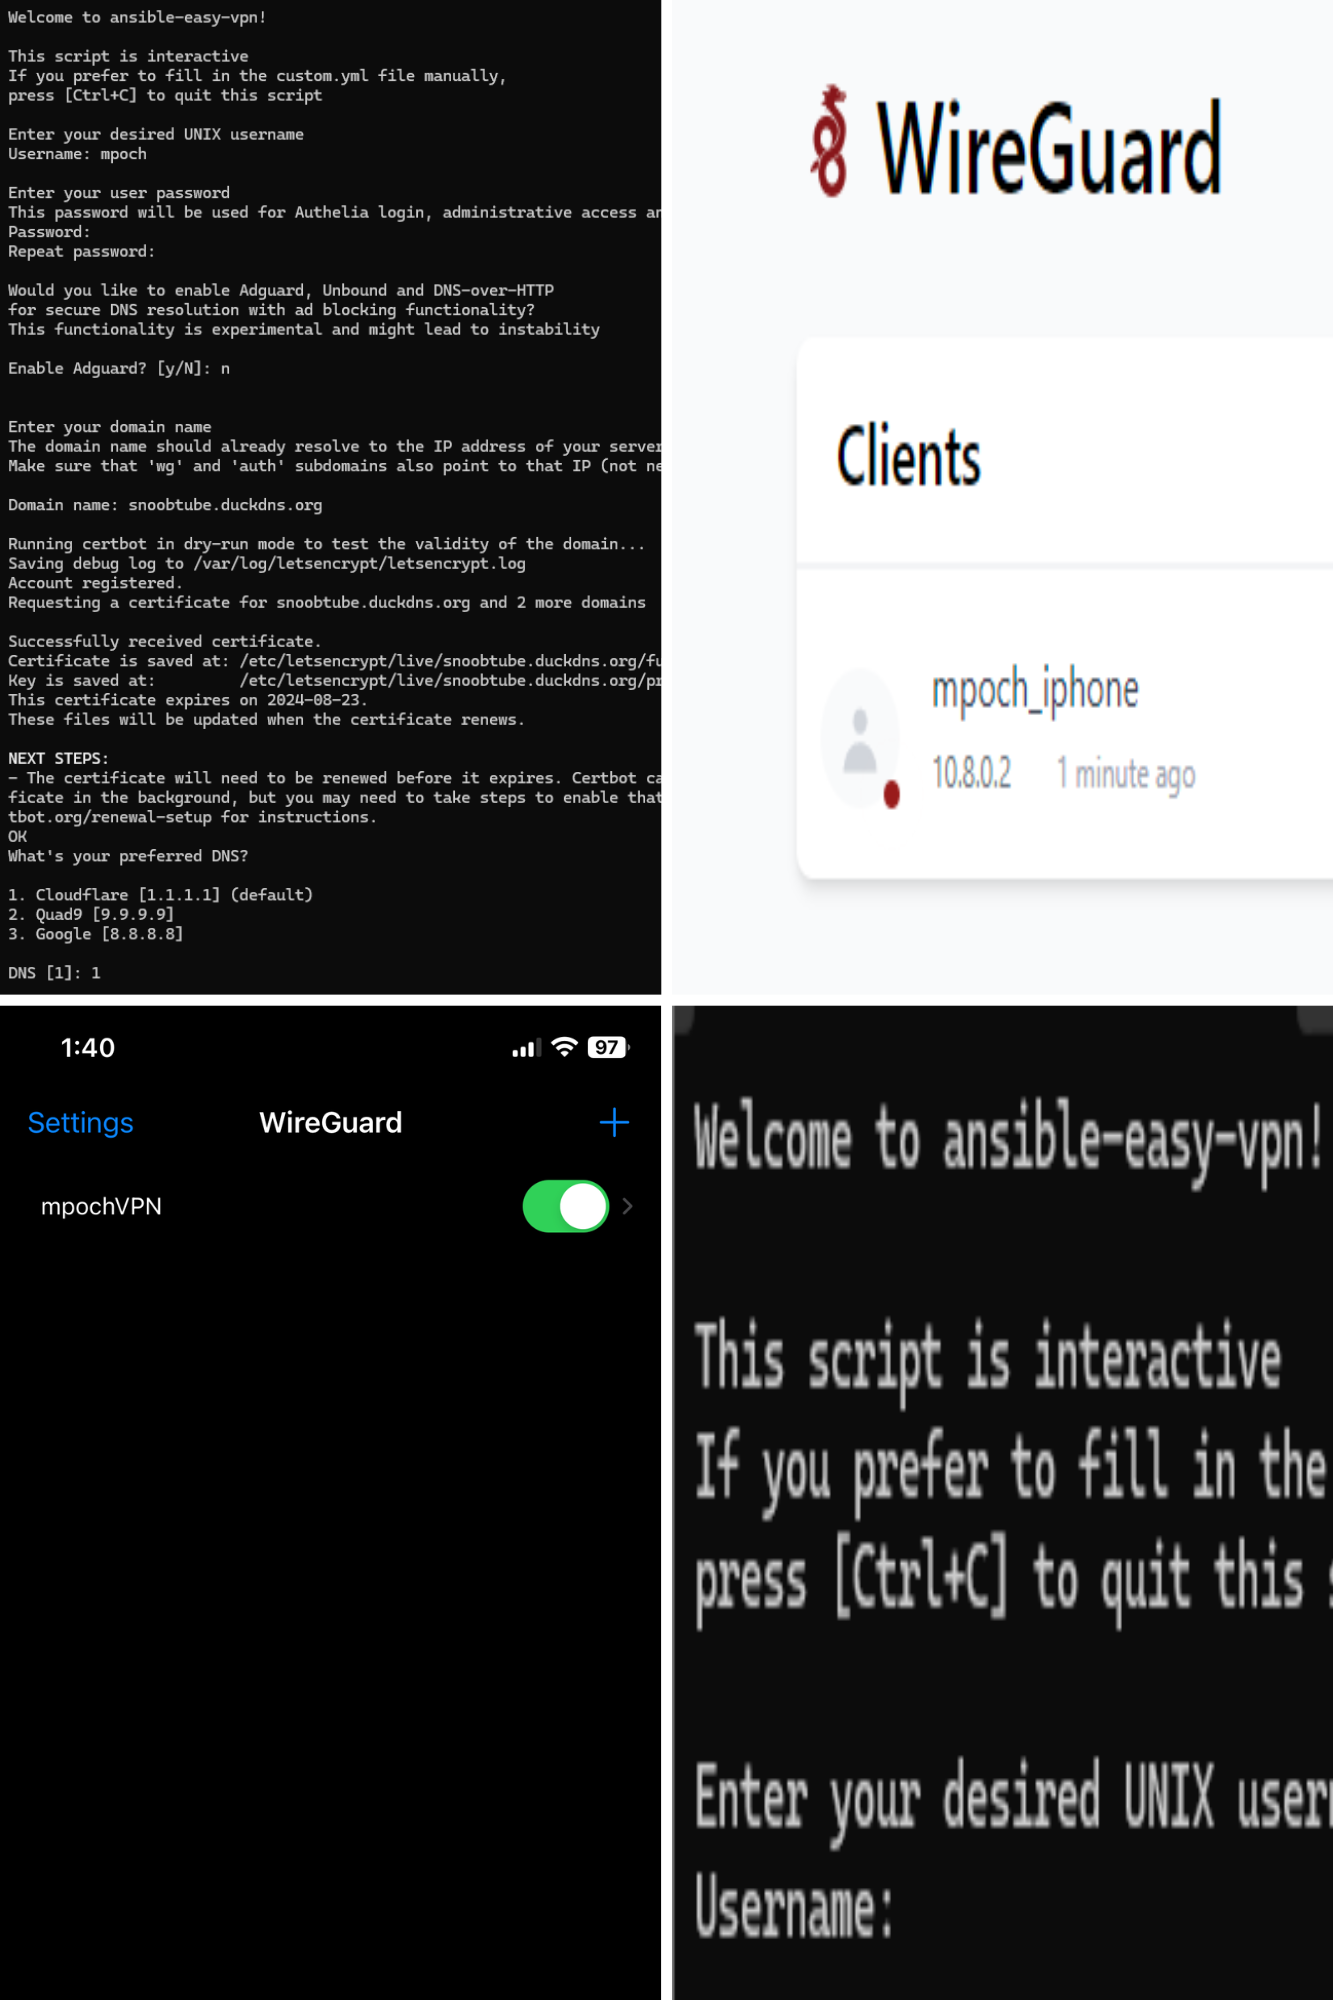 Welcome to ansible-easy-vpn!
This script is interactive
If you prefer to fill in the custom.yml file manually,
press [Ctrl+C] to quit this script
Enter your desired UNIX username
Username: mpoch
Enter your user password
This password will be used for Authelia login, administrative access
Password:
Repeat password:
Would you like to enable Adguard, Unbound and DNS-over-HTTP
for secure DNS resolution with ad blocking functionality?
This functionality is experimental and might lead to instability
Enable Adguard? [y/N]: n
Enter your domain name
The domain name should already resolve to the IP address of your server
Make sure that 'wg' and 'auth' subdomains also point to that IP (not
Domain name: snoobtube.duckdns.org
Running certbot in dry-run mode to test the validity of the domain...
Saving debug log to /var/log/letsencrypt/letsencrypt.log
Account registered.
Requesting a certificate for snoobtube.duckdns.org and 2 more domains
Successfully received certificate.
Certificate is saved at: /etc/letsencrypt/live/snoobtube.duckdns.org/fu
Key is saved at: /etc/letsencrypt/live/snoobtube.duckdns.org/pr
This certificate expires on 2024-08-23.
These files will be updated when the certificate renews.
NEXT STEPS:
- The certificate will need to be renewed before it expires. Certbot ca
ficate in the background, but you may need to take steps to enable that
tbot.org/renewal-setup for instructions.
OK
What's your preferred DNS?
1. Cloudflare [1.1.1.1] (default)
2. Quad9 [9.9.9.9]
3. Google [8.8.8.8]
DNS [1]: 1
WireGuard
Clients
mpoch_iphone
10.8.0.2 1 minute ago
1:40 97
Settings WireGuard +
mpochVPN
Welcome to ansible-easy-vpn!
This script is interactive
If you prefer to fill in the
press [Ctrl+C] to quit this
Enter your desired UNIX user
Username: